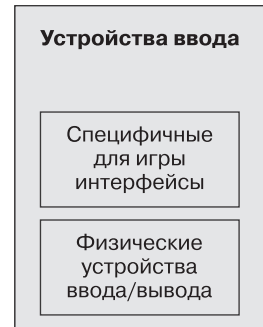 Устройства ввода
Специфичные
для игры
интерфейсы
Физические
устройства
ввода/вывода